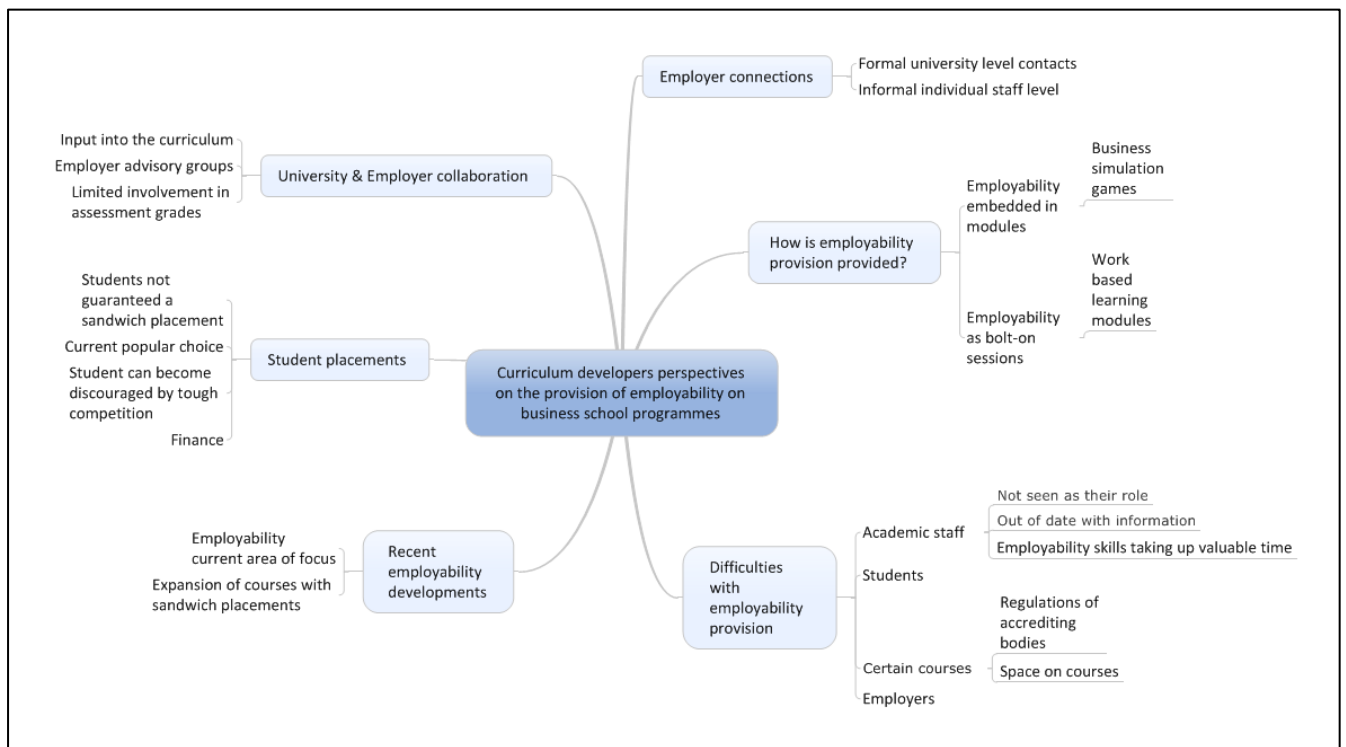 Employer connections
Formal university level contacts
Informal individual staff level
University & Employer collaboration
Input into the curriculum
Employer advisory groups
Limited involvement in
assessment grades
How is employability
provision provided?
Employability
embedded in
modules
Business
simulation
games
Employability
as bolt-on
sessions
Work
based
learning
modules
Student placements
Students not
guaranteed a
sandwich placement
Current popular choice
Student can become
discouraged by tough
competition
Finance
Curriculum developers perspectives
on the provision of employability on
business school programmes
Recent
employability
developments
Employability
current area of focus
Expansion of courses with
sandwich placements
Difficulties
with
employability
provision
Academic staff
Not seen as their role
Out of date with information
Employability skills taking up valuable time
Students
Certain courses
Regulations of
accrediting
bodies
Space on courses
Employers